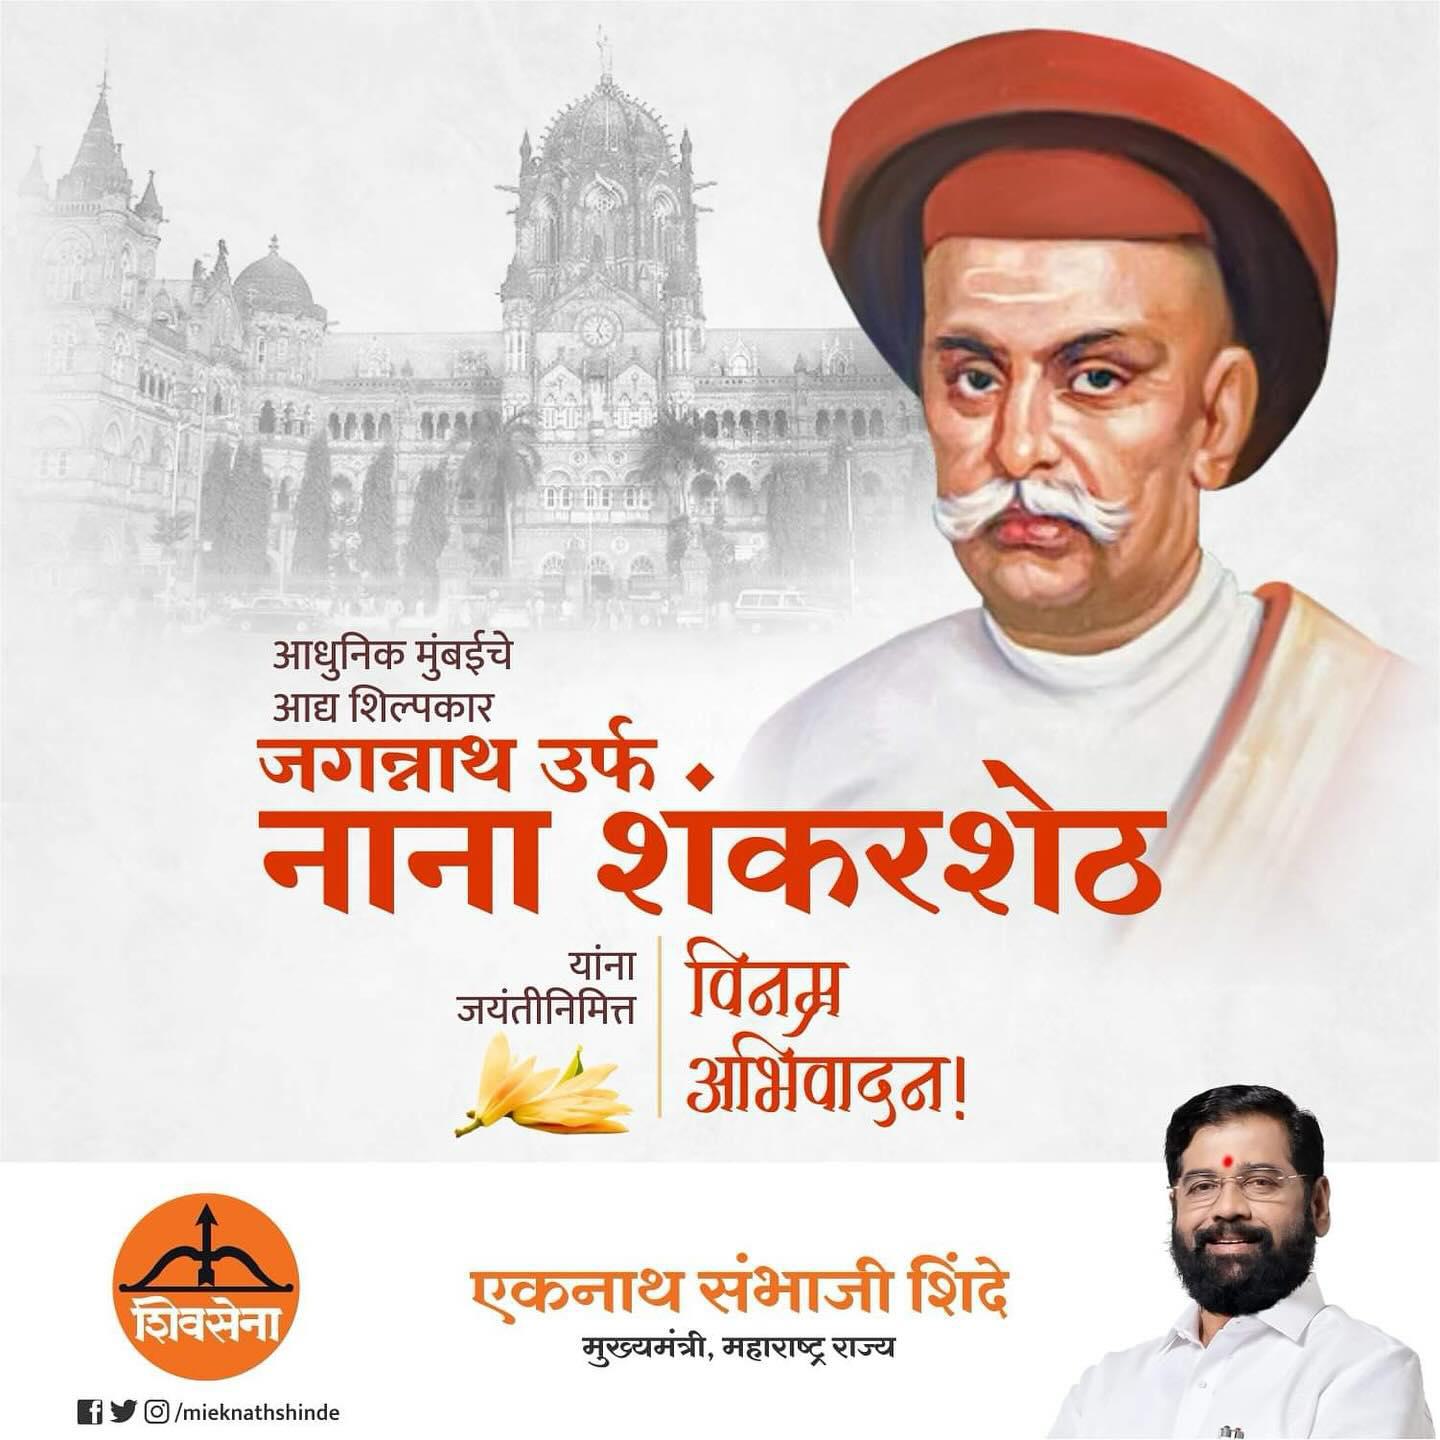 आधुनिक मुंबईचे
आद्य शिल्पकार
जगन्नाथ उर्फ
नाना शंकरशेठ
यांना
जयंतीनिमित्त
विनम्र
अभिवादन!
शिवसेना
एकनाथ संभाजी शिंदे
मुख्यमंत्री, महाराष्ट्र राज्य
/mieknathshinde